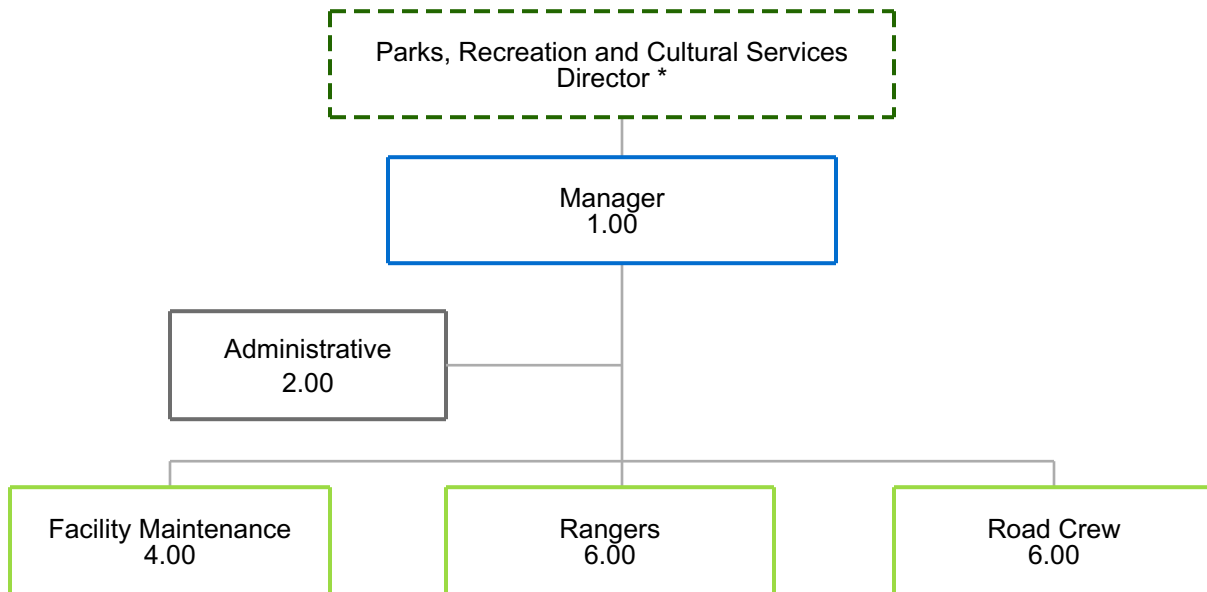 Parks, Recreation and Cultural Services
Director *
Manager
1.00
Administrative
2.00
Facility Maintenance
4.00
Rangers
6.00
Road Crew
6.00